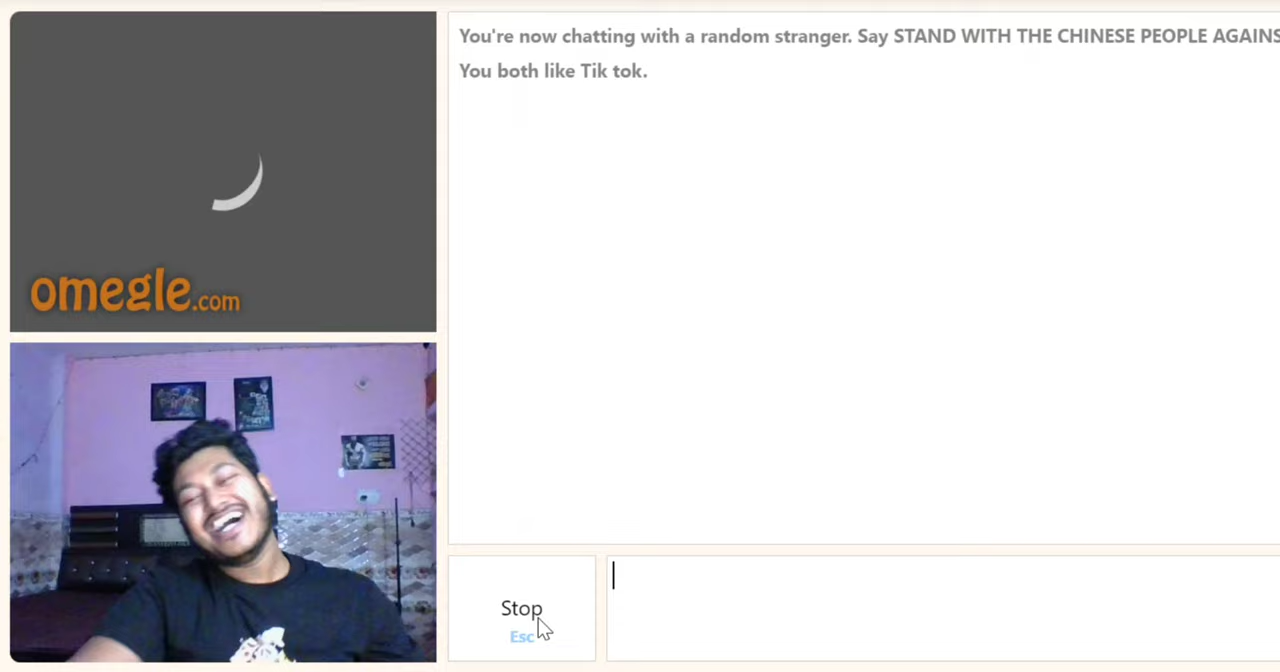 You're now chatting with a random stranger. Say STAND WITH THE CHINESE PEOPLE AGAINS
You both like Tik tok.
omegle.com
Stop
Esc